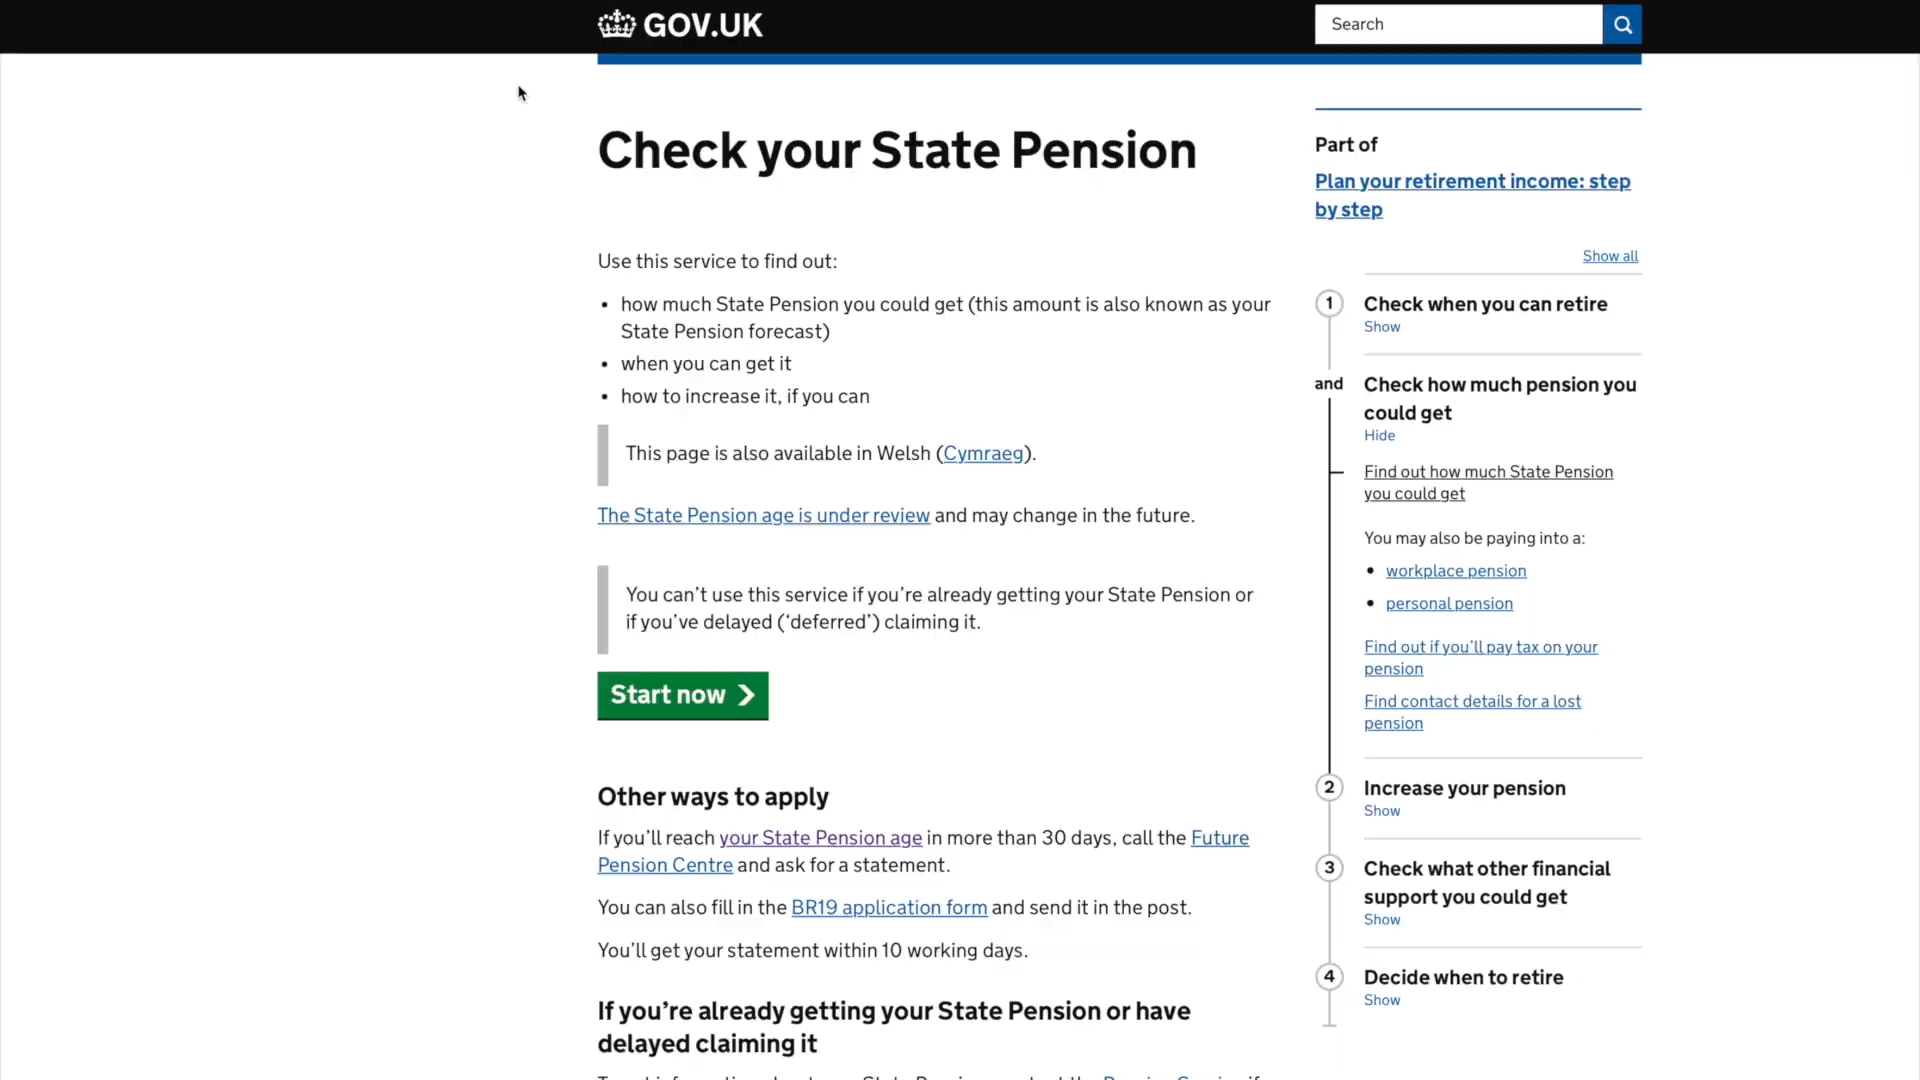 GOV.UK
Search
Check your State Pension
Use this service to find out:
• how much State Pension you could get (this amount is also known as your
State Pension forecast)
• when you can get it
• how to increase it, if you can
This page is also available in Welsh (Cymraeg).
The State Pension age is under review and may change in the future.
You can’t use this service if you’re already getting your State Pension or
if you’ve delayed (‘deferred’) claiming it.
Start now
Other ways to apply
If you’ll reach your State Pension age in more than 30 days, call the Future
Pension Centre and ask for a statement.
You can also fill in the BR19 application form and send it in the post.
You’ll get your statement within 10 working days.
If you’re already getting your State Pension or have
delayed claiming it
Part of
Plan your retirement income: step
by step
Show all
1 Check when you can retire
Show
and Check how much pension you
could get
Hide
Find out how much State Pension
you could get
You may also be paying into a:
• workplace pension
• personal pension
Find out if you’ll pay tax on your
pension
Find contact details for a lost
pension
2 Increase your pension
Show
3 Check what other financial
support you could get
Show
4 Decide when to retire
Show